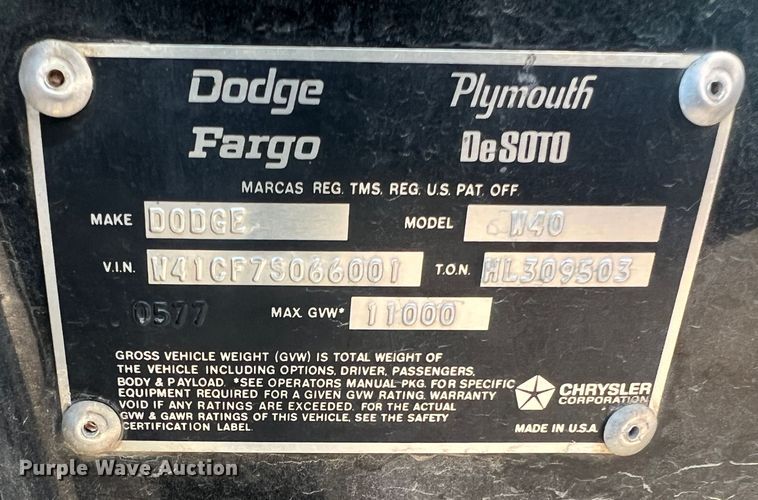 Dodge Plymouth
Fargo DeSOTO
MARCAS REG. TMS. REG. U.S. PAT. OFF.
MAKE DODGE MODEL W40
V.I.N. W41CF7S066001 T.O.N. HL309503
0577 MAX. GVW* 11000
GROSS VEHICLE WEIGHT (GVW) IS TOTAL WEIGHT OF
THE VEHICLE INCLUDING OPTIONS, DRIVER, PASSENGERS,
BODY & PAYLOAD. *SEE OPERATORS MANUAL PKG. FOR SPECIFIC
EQUIPMENT REQUIRED FOR A GIVEN GVW RATING. WARRANTY
VOID IF ANY RATINGS ARE EXCEEDED. FOR THE ACTUAL
GVW & GAWR RATINGS OF THIS VEHICLE, SEE THE SAFETY
CERTIFICATION LABEL.
CHRYSLER
CORPORATION
MADE IN U.S.A.
Purple Wave Auction